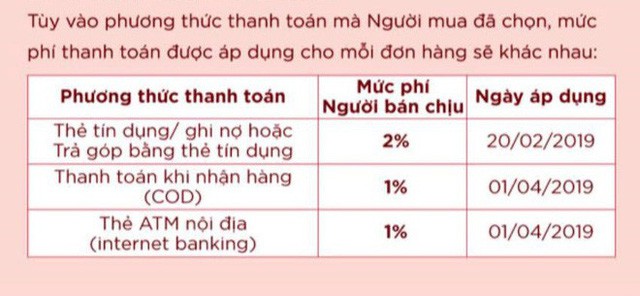 Tùy vào phương thức thanh toán mà Người mua đã chọn, mức
phí thanh toán được áp dụng cho mỗi đơn hàng sẽ khác nhau:
Phương thức thanh toán
Mức phí
Người bán chịu
Ngày áp dụng
Thẻ tín dụng/ ghi nợ hoặc
Trả góp bằng thẻ tín dụng
2%
20/02/2019
Thanh toán khi nhận hàng
(COD)
1%
01/04/2019
Thẻ ATM nội địa
(internet banking)
1%
01/04/2019